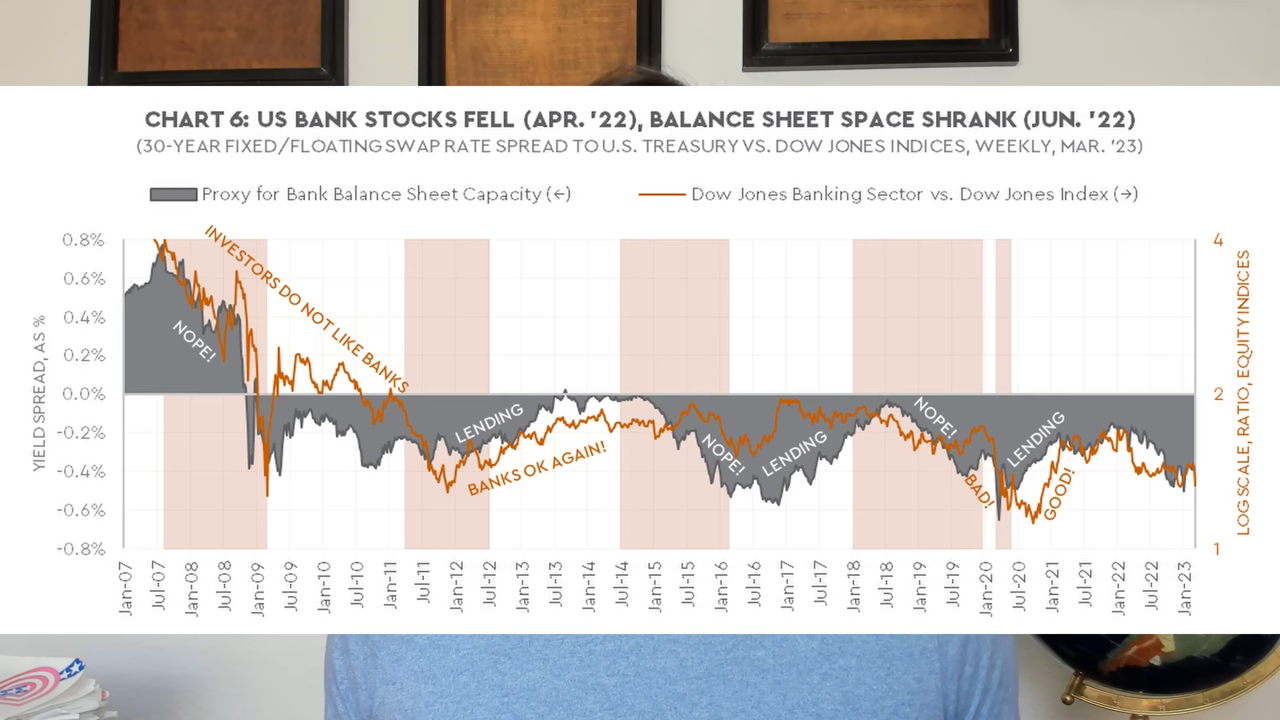 CHART 6: US BANK STOCKS FELL (APR. '22), BALANCE SHEET SPACE SHRANK (JUN. '22)
(30-YEAR FIXED/FLOATING SWAP RATE SPREAD TO U.S. TREASURY VS. DOW JONES INDICES, WEEKLY, MAR. '23)
Proxy for Bank Balance Sheet Capacity (←)
Dow Jones Banking Sector vs. Dow Jones Index (→)
YIELD SPREAD, AS %
0.8%
0.6%
0.4%
0.2%
0.0%
-0.2%
-0.4%
-0.6%
-0.8%
INVESTORS DO NOT LIKE BANKS
NOPE!
LENDING
BANKS OK AGAIN!
NOPE!
LENDING
NOPE!
BAD!
LENDING
GOOD!
4
2
1
LOG SCALE, RATIO, EQUITY INDICES
Jan-07
Jul-07
Jan-08
Jul-08
Jan-09
Jul-09
Jan-10
Jul-10
Jan-11
Jul-11
Jan-12
Jul-12
Jan-13
Jul-13
Jan-14
Jul-14
Jan-15
Jul-15
Jan-16
Jul-16
Jan-17
Jul-17
Jan-18
Jul-18
Jan-19
Jul-19
Jan-20
Jul-20
Jan-21
Jul-21
Jan-22
Jul-22
Jan-23